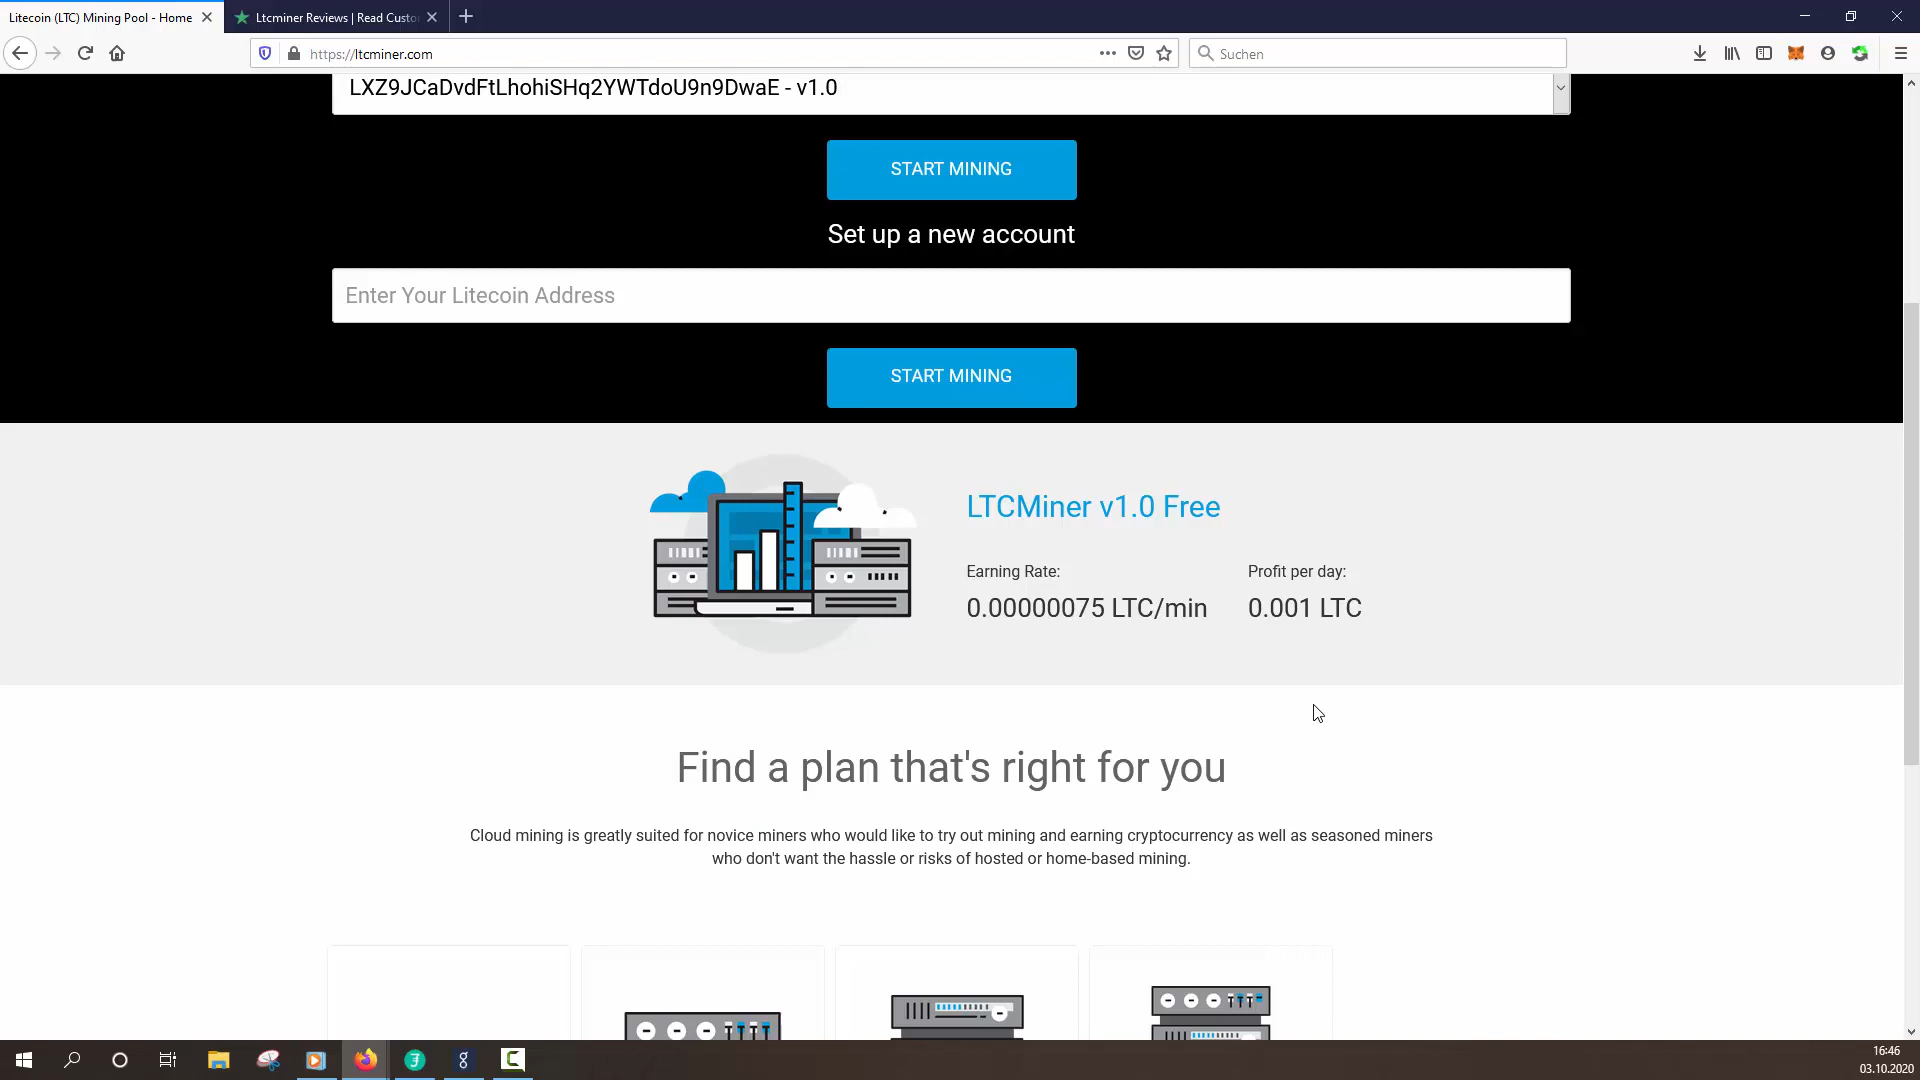 Litecoin (LTC) Mining Pool - Home
Ltcminer Reviews | Read Custo
https://ltcminer.com
Suchen
LXZ9JCaDvdFtLhohiSHq2YWTdoU9n9DwaE - v1.0
START MINING
Set up a new account
Enter Your Litecoin Address
START MINING
LTCMiner v1.0 Free
Earning Rate: Profit per day:
0.00000075 LTC/min 0.001 LTC
Find a plan that's right for you
Cloud mining is greatly suited for novice miners who would like to try out mining and earning cryptocurrency as well as seasoned miners
who don't want the hassle or risks of hosted or home-based mining.
16:46
03.10.2020